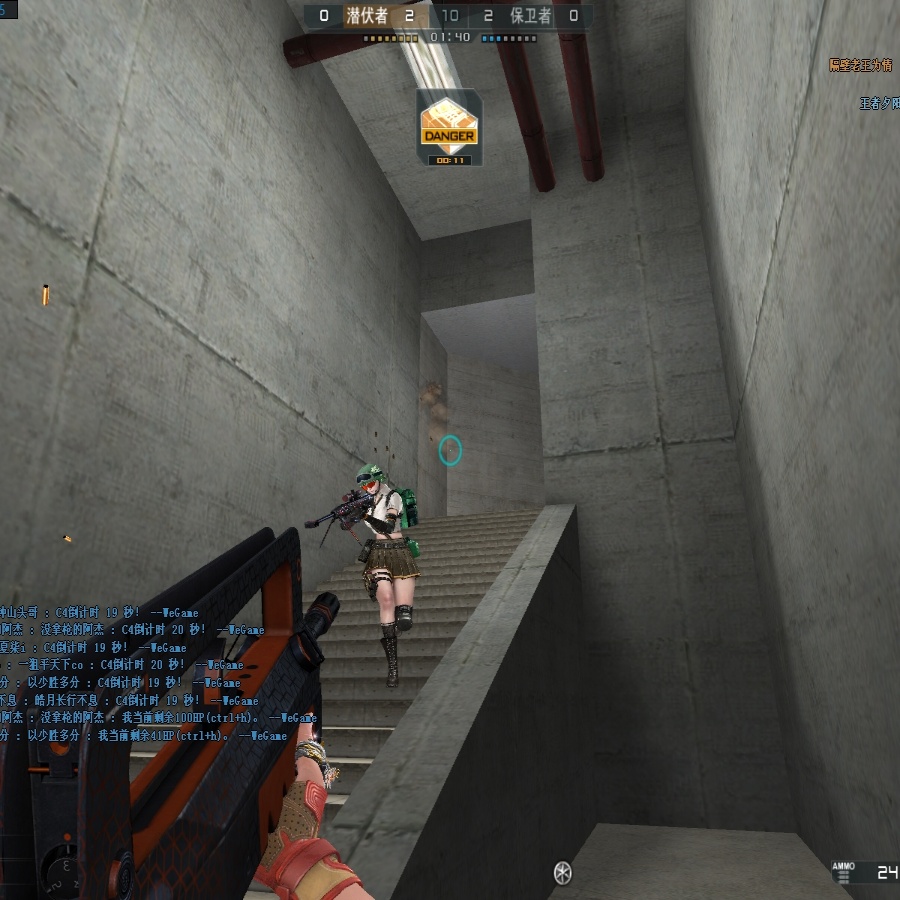 5
0 潜伏者 2 10 2 保卫者 0
01:40
DANGER
00:11
隔壁老王为情
王者夕阳
神山头哥 : C4倒计时 19 秒! --WeGame
阿杰 : 没拿枪的阿杰 : C4倒计时 20 秒! --WeGame
夏柒i : C4倒计时 19 秒! --WeGame
: 一狙平天下co : C4倒计时 20 秒! --WeGame
分 : 以少胜多分 : C4倒计时 19 秒! --WeGame
不息 : 皓月长行不息 : C4倒计时 19 秒! --WeGame
阿杰 : 没拿枪的阿杰 : 我当前剩余100HP(ctrl+h)。 --WeGame
分 : 以少胜多分 : 我当前剩余41HP(ctrl+h)。 --WeGame
AMMO
24